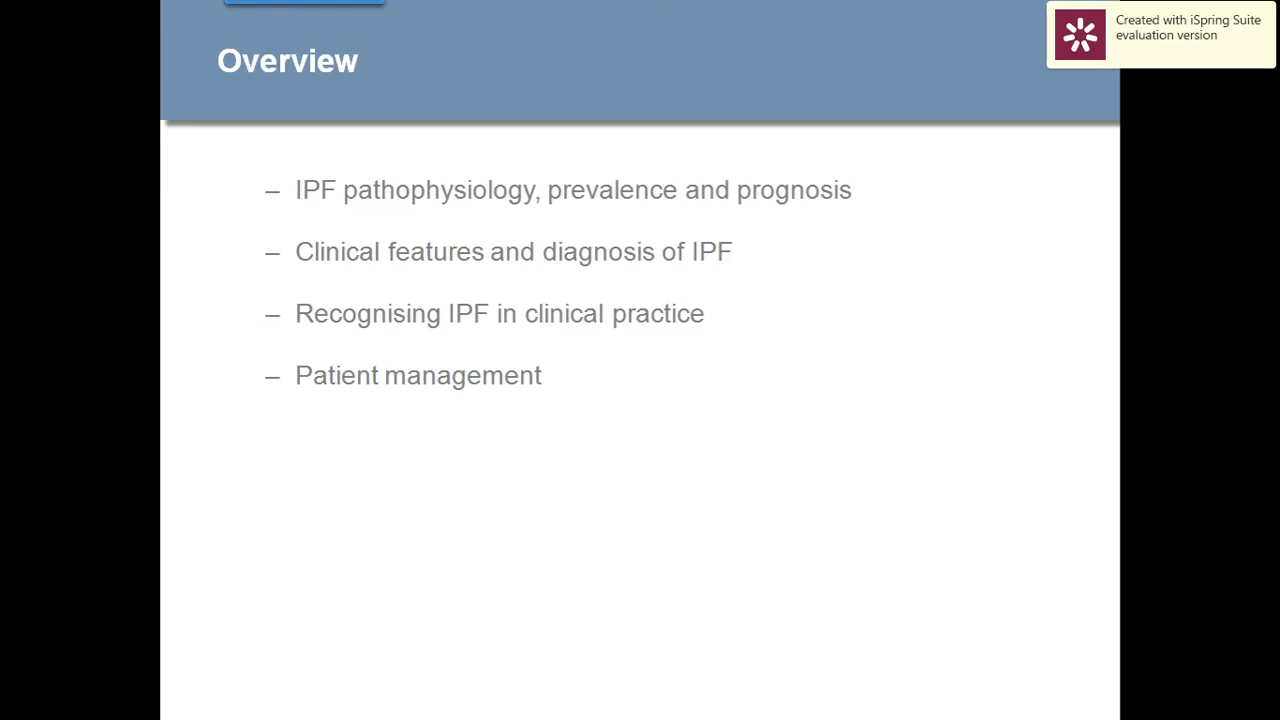 Created with iSpring Suite
evaluation version
Overview
– IPF pathophysiology, prevalence and prognosis
– Clinical features and diagnosis of IPF
– Recognising IPF in clinical practice
– Patient management